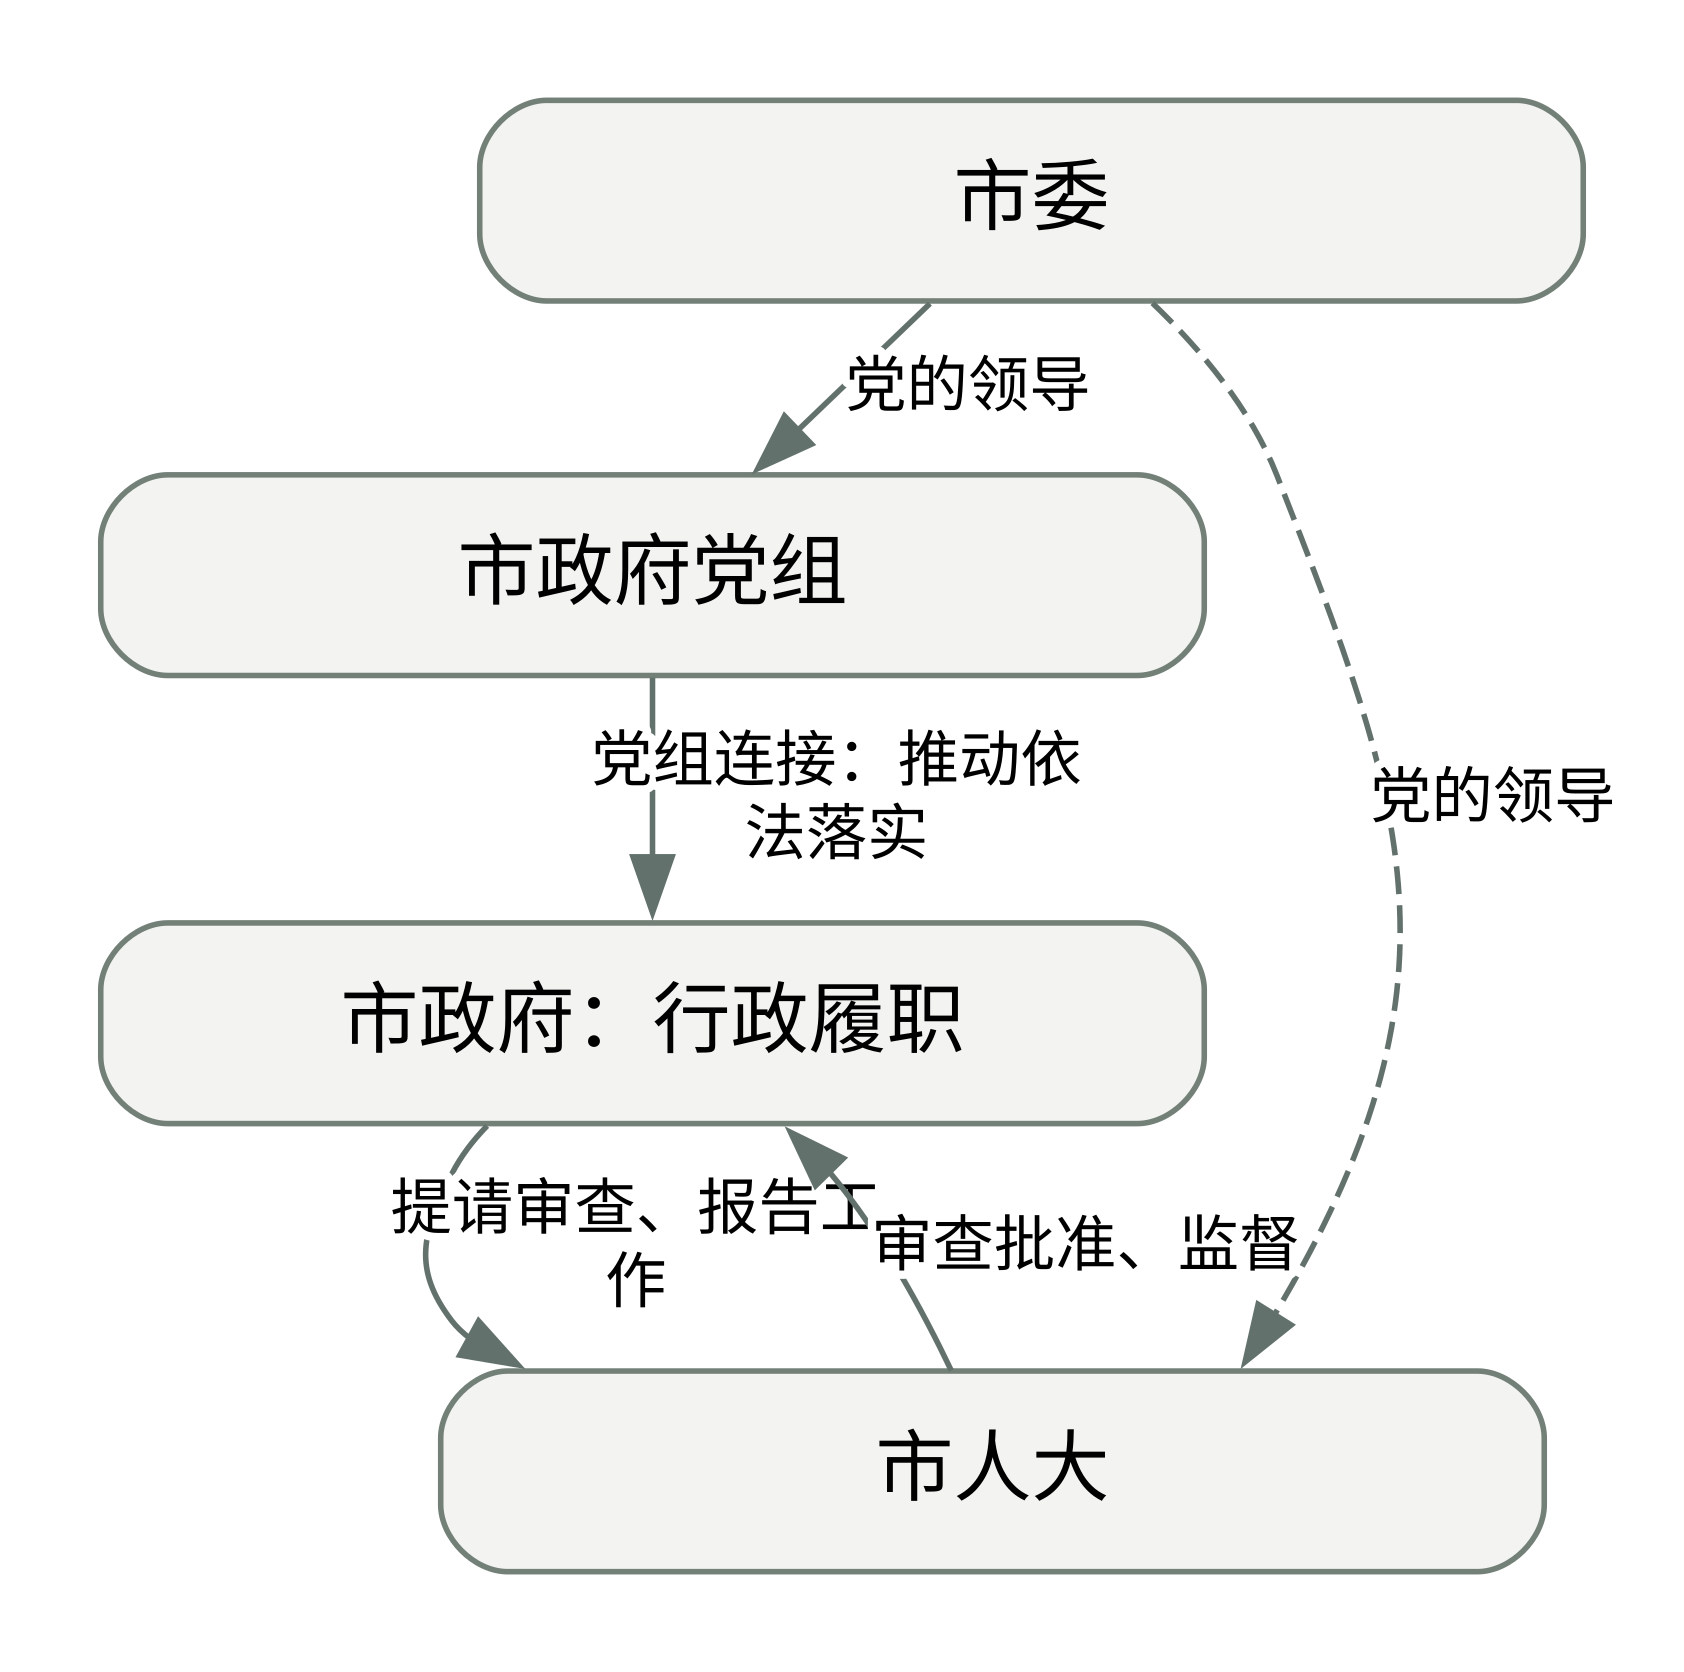 市委
党的领导
市政府党组
党组连接：推动依
法落实
党的领导
市政府：行政履职
提请审查、报告工
作
审查批准、监督
市人大